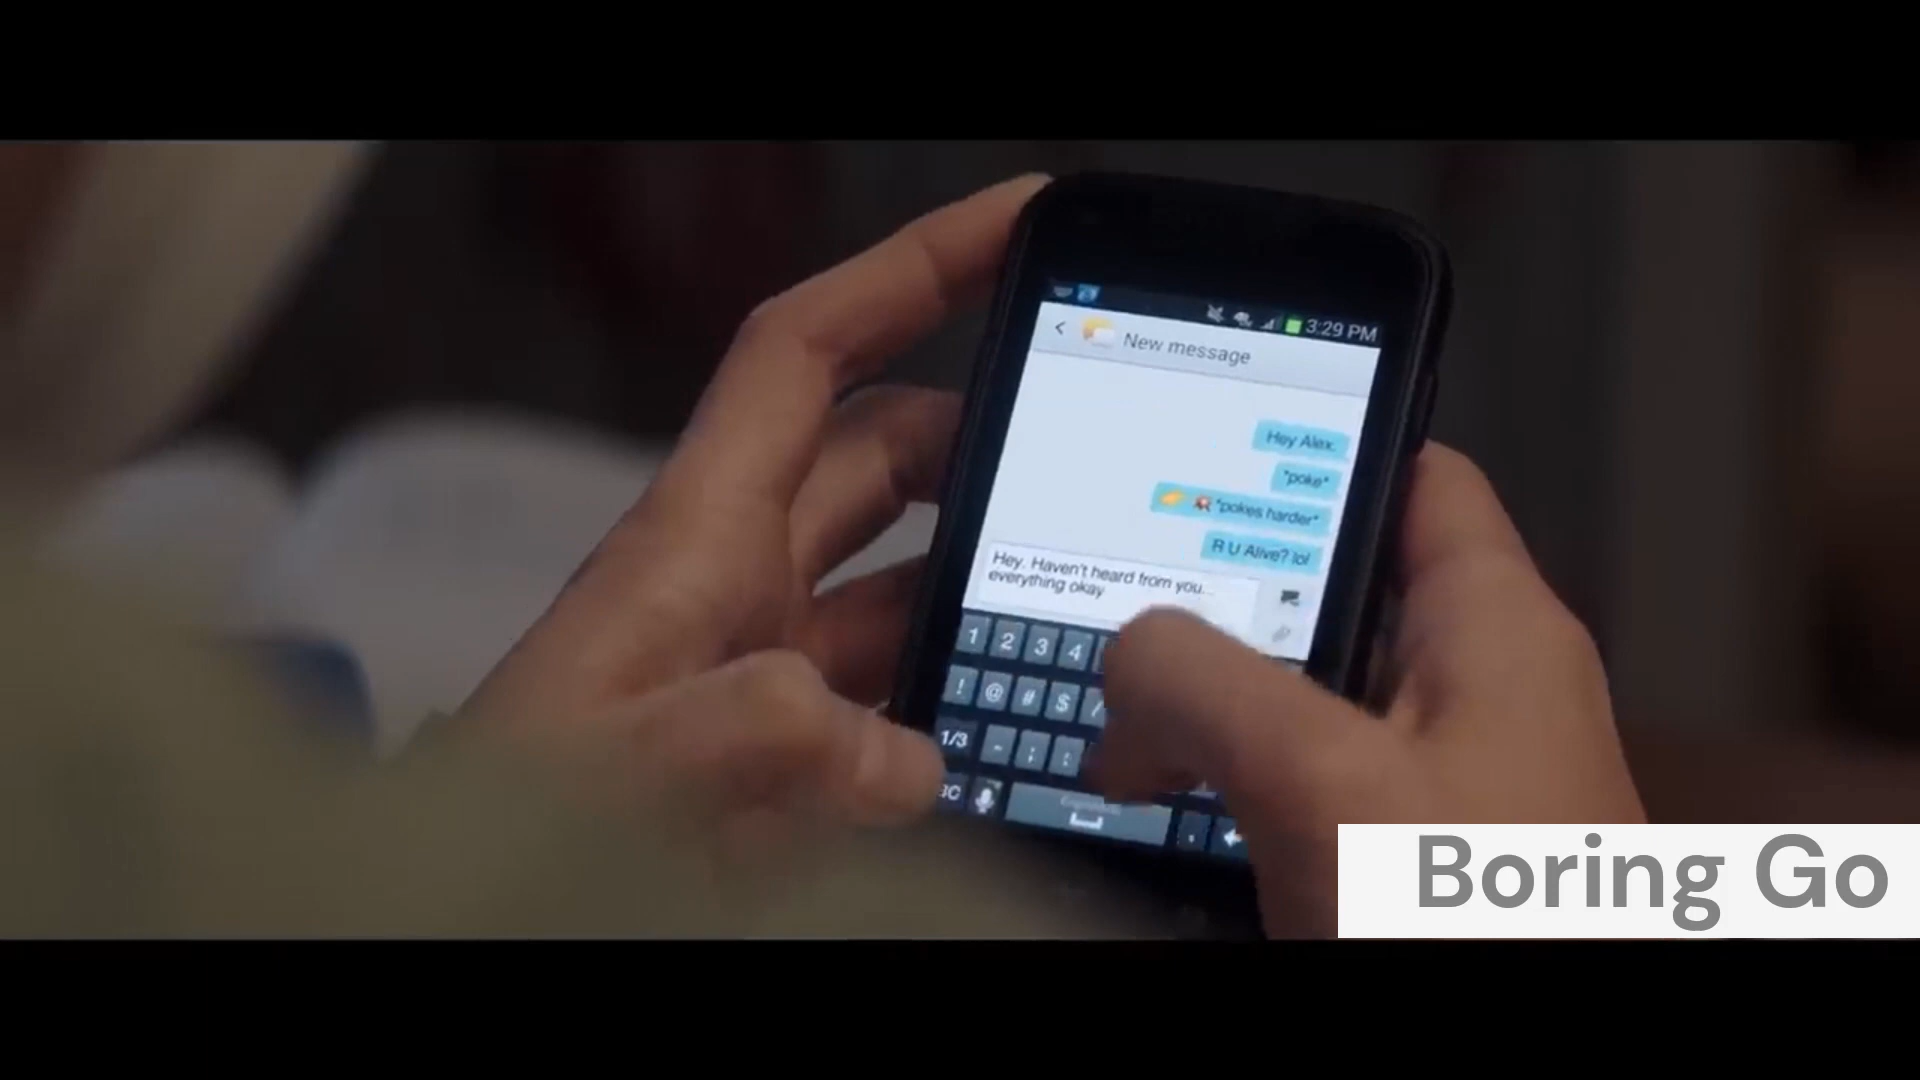 3:29 PM
New message
Hey Alex.
*poke*
*pokes harder*
R U Alive? lol
Hey. Haven't heard from you...
everything okay
1 2 3 4
! @ # $ /
1/3 - ; :
Boring Go